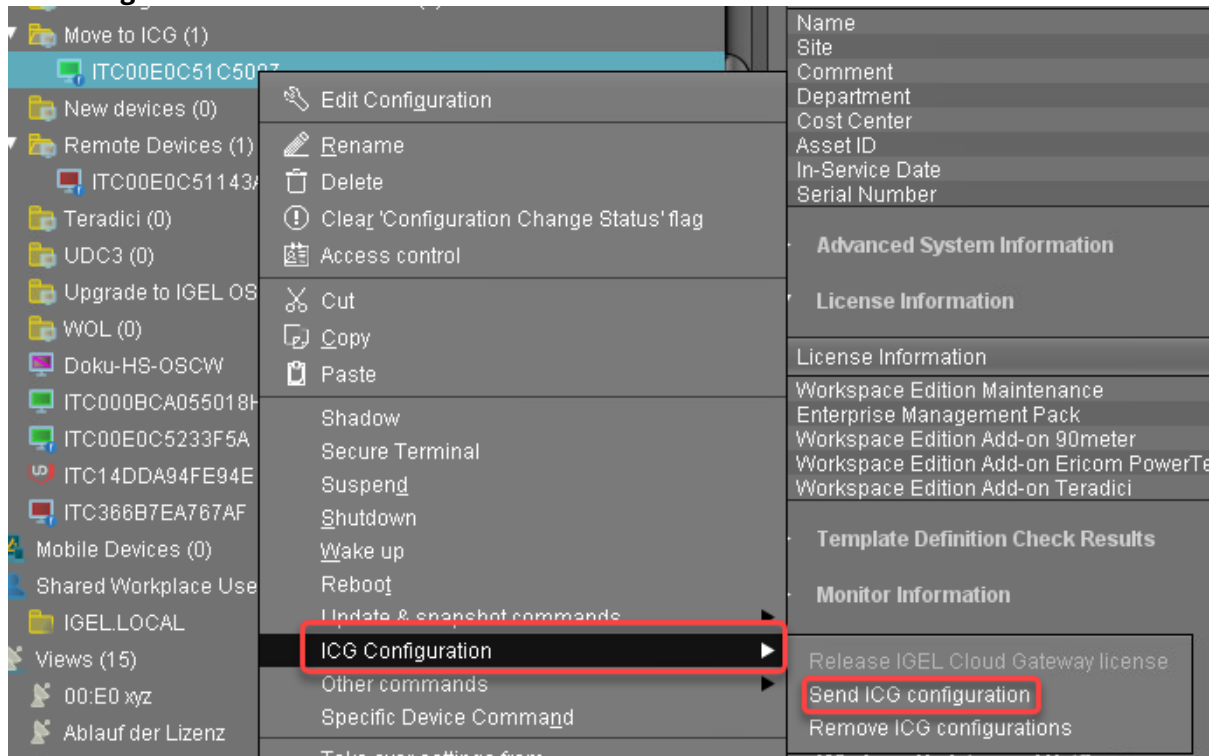 Move to ICG (1)
ITC00E0C51C5097
New devices (0)
Remote Devices (1)
ITC00E0C51143A
Teradici (0)
UDC3 (0)
Upgrade to IGEL OS
WOL (0)
Doku-HS-OSCW
ITC000BCA055018H
ITC00E0C5233F5A
ITC14DDA94FE94E
ITC366B7EA767AF
Mobile Devices (0)
Shared Workplace Use
IGEL.LOCAL
Views (15)
00:E0 xyz
Ablauf der Lizenz
Edit Configuration
Rename
Delete
Clear 'Configuration Change Status' flag
Access control
Cut
Copy
Paste
Shadow
Secure Terminal
Suspend
Shutdown
Wake up
Reboot
Update & snapshot commands
ICG Configuration
Other commands
Specific Device Command
Take over settings from
Name
Site
Comment
Department
Cost Center
Asset ID
In-Service Date
Serial Number
Advanced System Information
License Information
License Information
Workspace Edition Maintenance
Enterprise Management Pack
Workspace Edition Add-on 90meter
Workspace Edition Add-on Ericom PowerTe
Workspace Edition Add-on Teradici
Template Definition Check Results
Monitor Information
Release IGEL Cloud Gateway license
Send ICG configuration
Remove ICG configurations